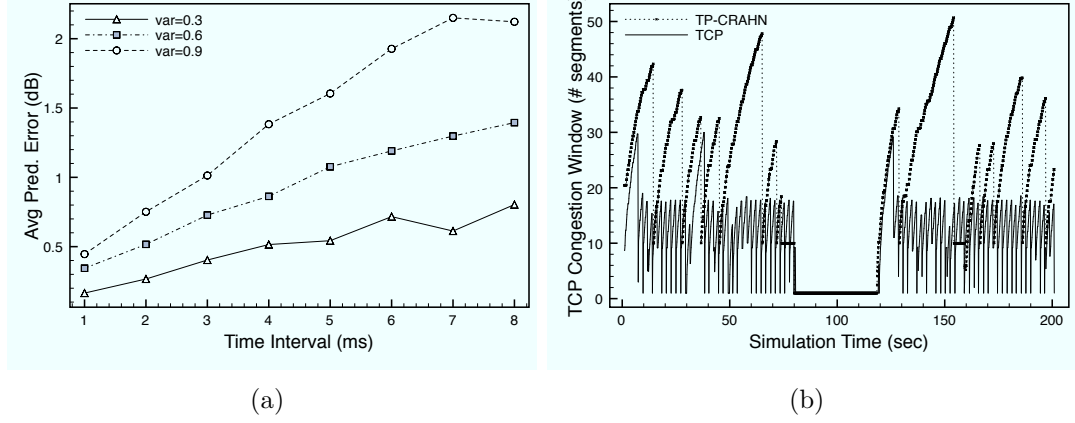 var=0.3
var=0.6
var=0.9
2
1.5
1
0.5
Avg Pred. Error (dB)
1 2 3 4 5 6 7 8
Time Interval (ms)
(a)
TP-CRAHN
TCP
50
40
30
20
10
0
TCP Congestion Window (# segments
0 50 100 150 200
Simulation Time (sec)
(b)